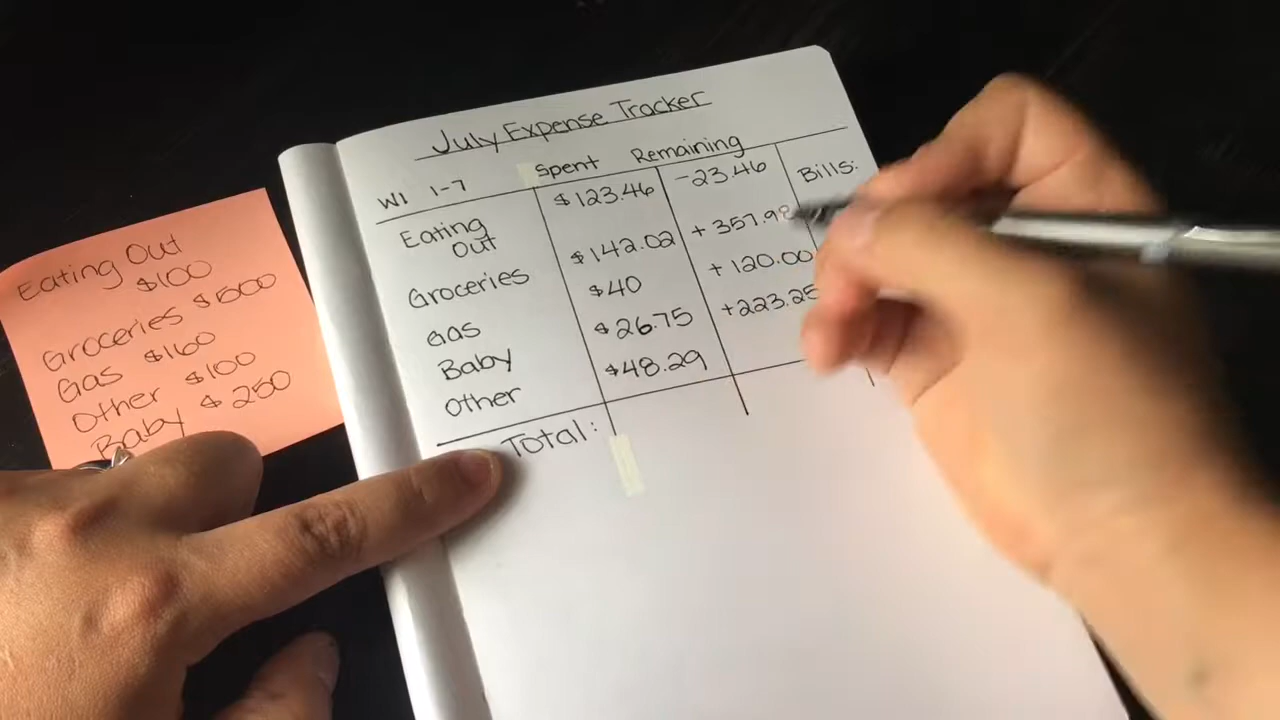 July Expense Tracker
W1 1-7 Spent Remaining
Eating Out $123.46 -23.46 Bills:
Groceries $142.02 +357.98
Gas $40 +120.00
Baby $26.75 +223.25
Other $48.29
Total:
Eating Out
$100
Groceries $500
Gas $160
Other $100
Baby $250